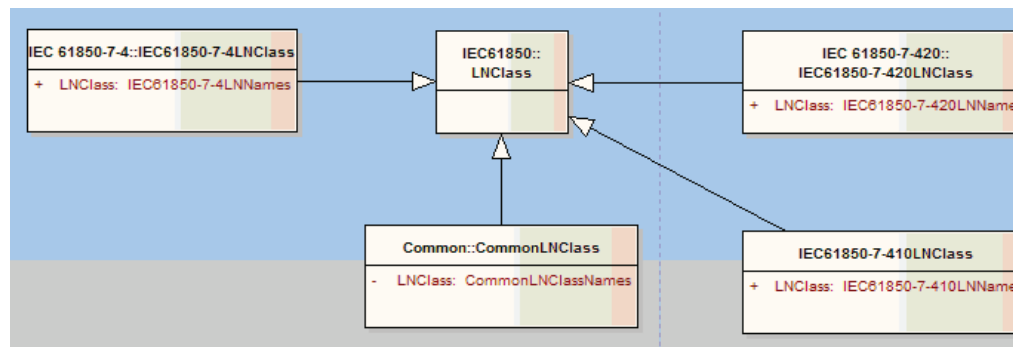 IEC 61850-7-4::IEC61850-7-4LNClass
+ LNClass: IEC61850-7-4LNNames
IEC61850::
LNClass
IEC 61850-7-420::
IEC61850-7-420LNClass
+ LNClass: IEC61850-7-420LNName
Common::CommonLNClass
- LNClass: CommonLNClassNames
IEC61850-7-410LNClass
+ LNClass: IEC61850-7-410LNName